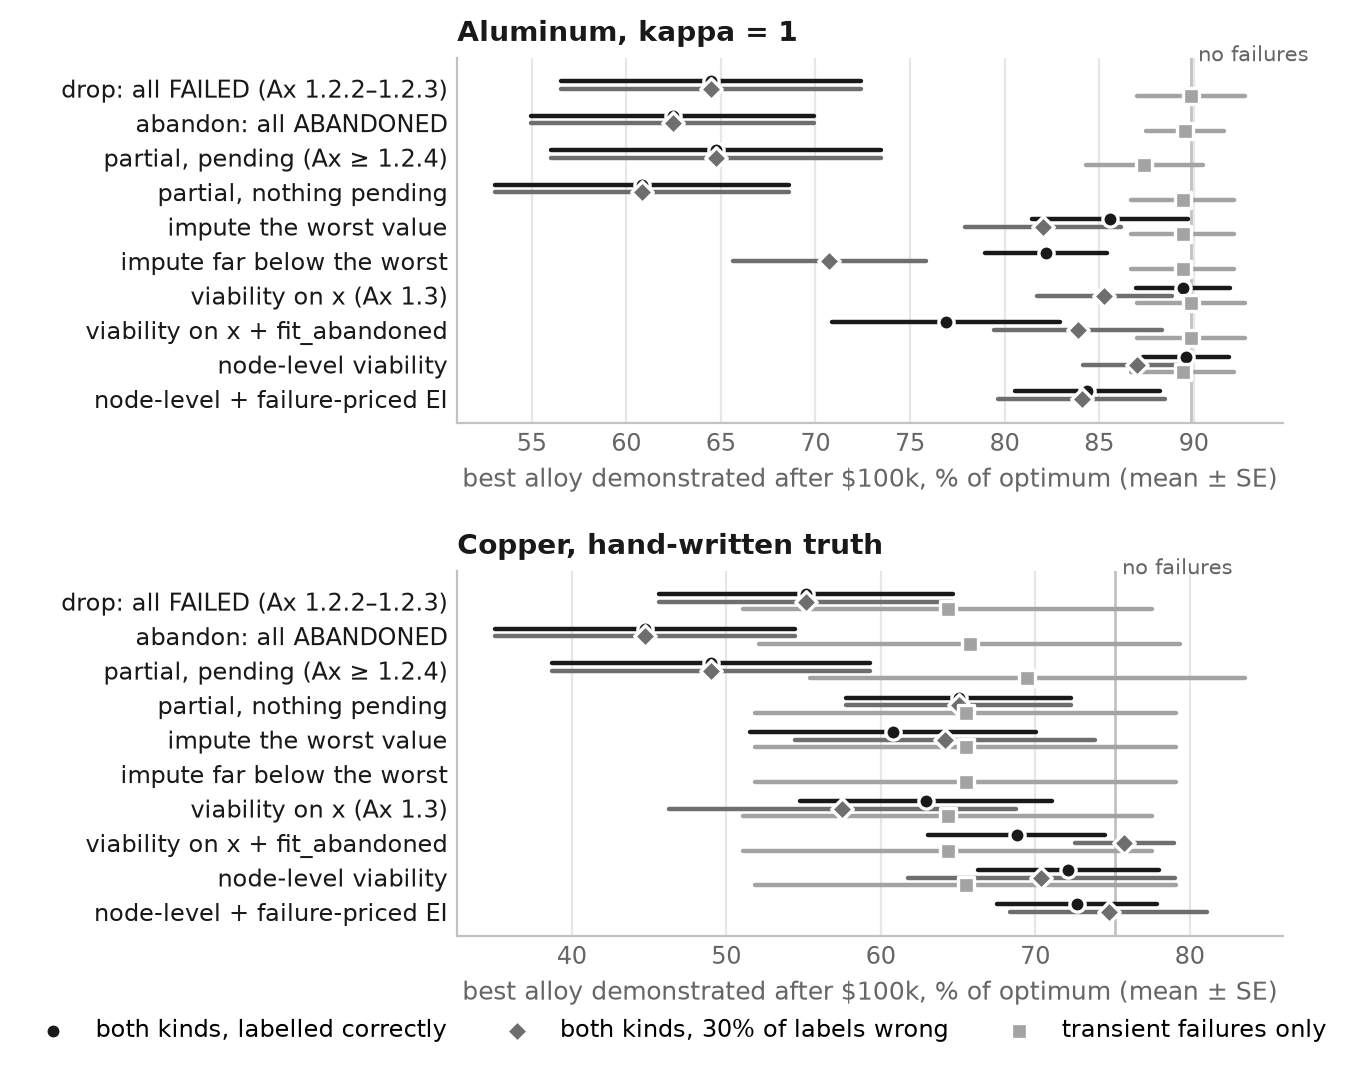 Aluminum, kappa = 1
no failures
drop: all FAILED (Ax 1.2.2–1.2.3)
abandon: all ABANDONED
partial, pending (Ax ≥ 1.2.4)
partial, nothing pending
impute the worst value
impute far below the worst
viability on x (Ax 1.3)
viability on x + fit_abandoned
node-level viability
node-level + failure-priced EI
55 60 65 70 75 80 85 90
best alloy demonstrated after $100k, % of optimum (mean ± SE)
Copper, hand-written truth
no failures
drop: all FAILED (Ax 1.2.2–1.2.3)
abandon: all ABANDONED
partial, pending (Ax ≥ 1.2.4)
partial, nothing pending
impute the worst value
impute far below the worst
viability on x (Ax 1.3)
viability on x + fit_abandoned
node-level viability
node-level + failure-priced EI
40 50 60 70 80
best alloy demonstrated after $100k, % of optimum (mean ± SE)
both kinds, labelled correctly both kinds, 30% of labels wrong transient failures only